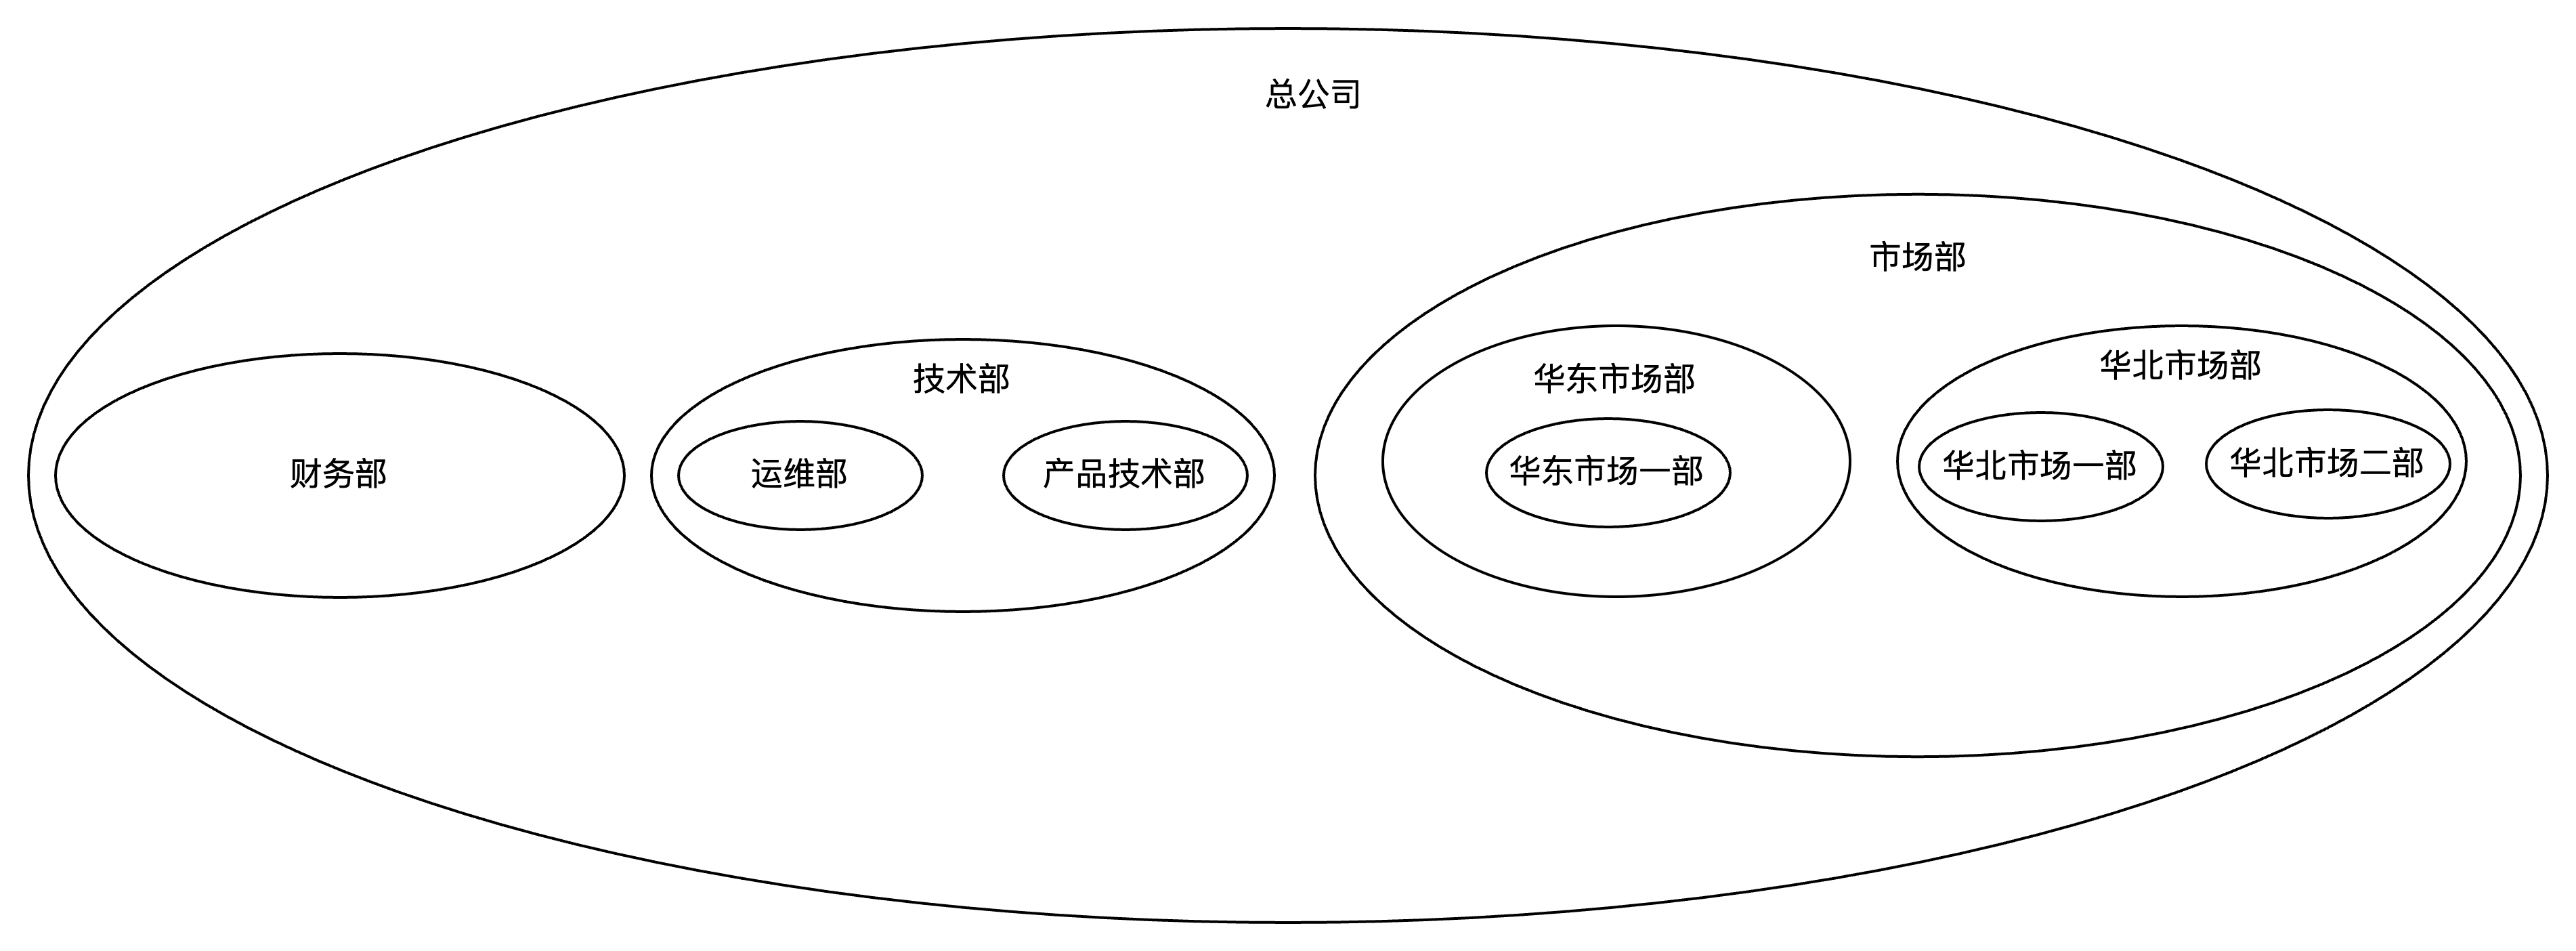 总公司
市场部
技术部
华东市场部
华北市场部
财务部
运维部
产品技术部
华东市场一部
华北市场一部
华北市场二部